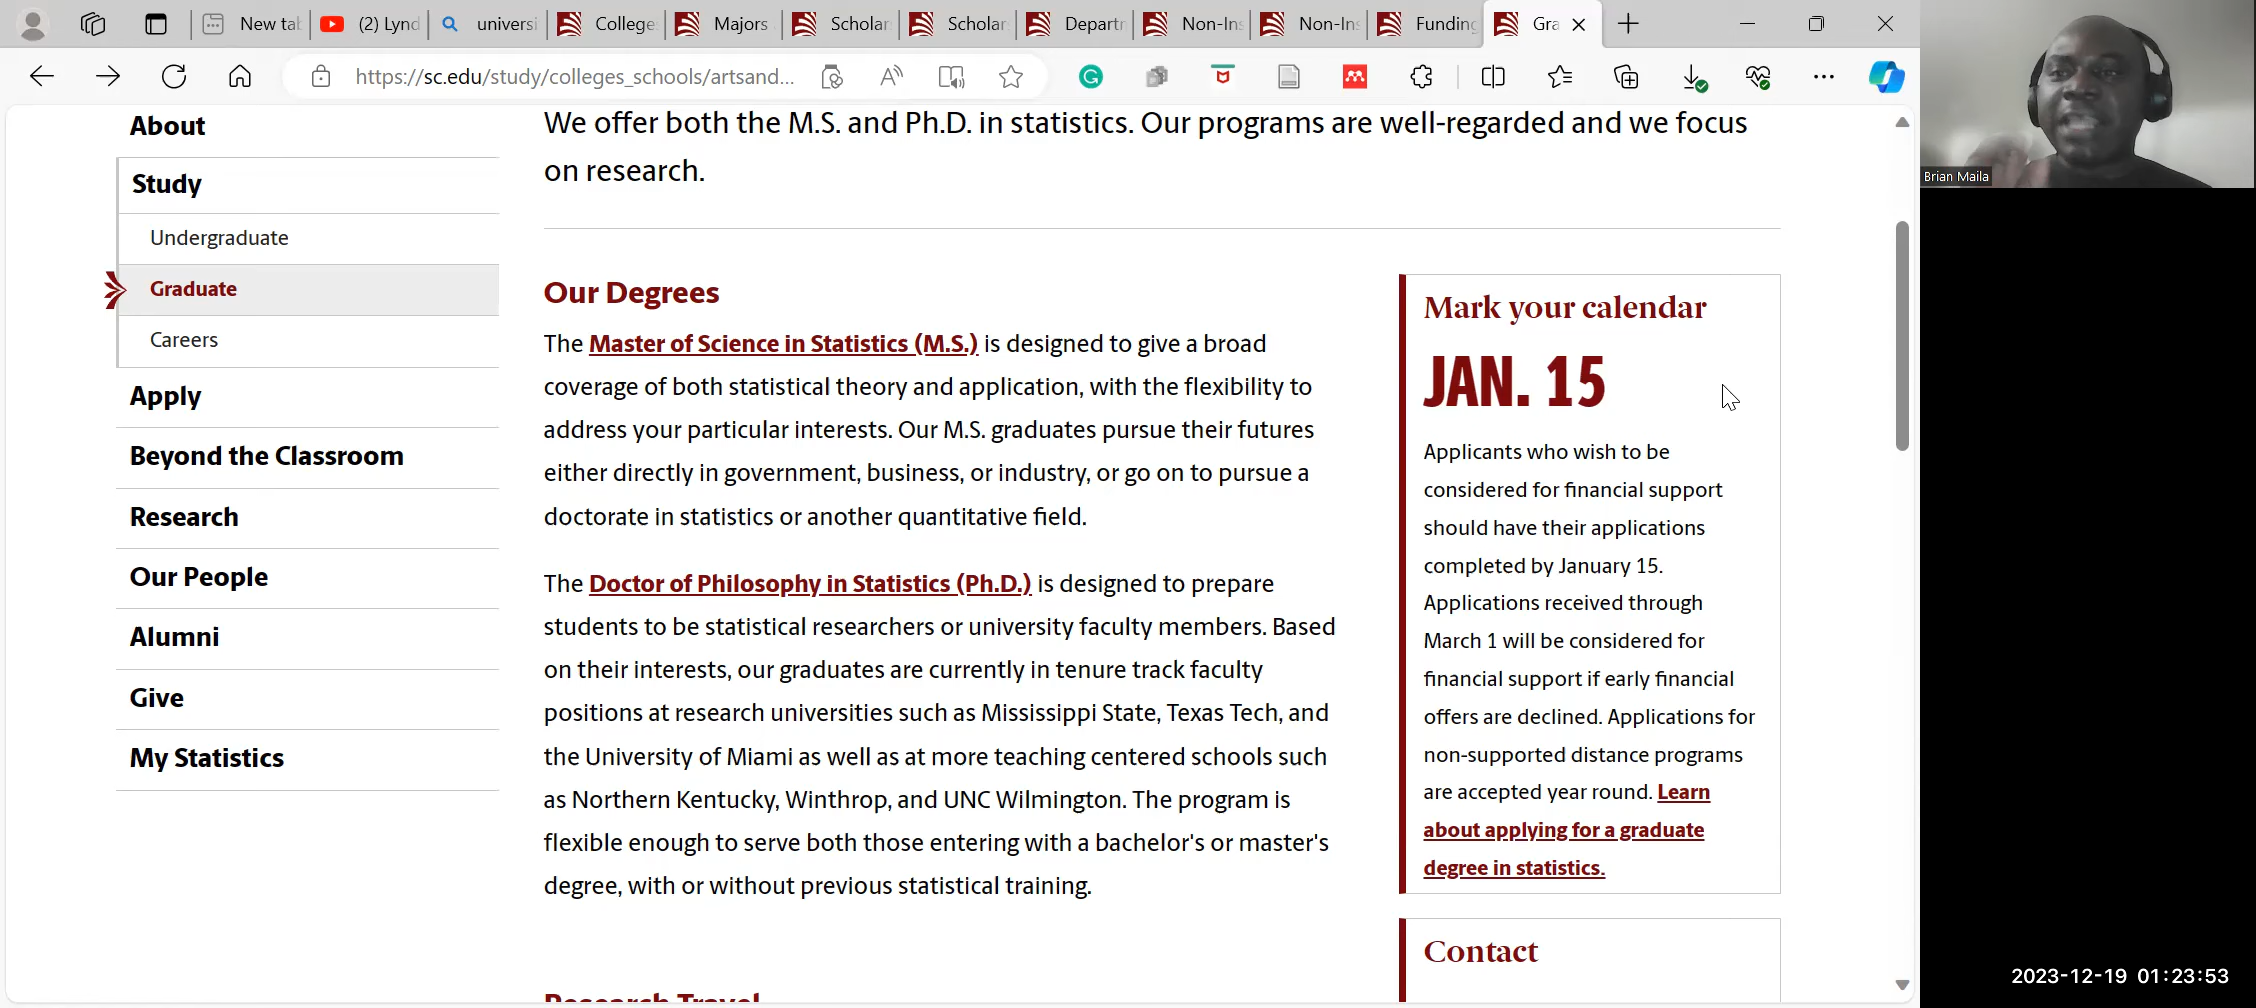 New tab
(2) Lynd
universi
College
Majors
Scholar
Scholar
Departr
Non-Ins
Non-Ins
Funding
Gra
https://sc.edu/study/colleges_schools/artsand...
Brian Maila
About
Study
Undergraduate
Graduate
Careers
Apply
Beyond the Classroom
Research
Our People
Alumni
Give
My Statistics
We offer both the M.S. and Ph.D. in statistics. Our programs are well-regarded and we focus
on research.
Our Degrees
The Master of Science in Statistics (M.S.) is designed to give a broad
coverage of both statistical theory and application, with the flexibility to
address your particular interests. Our M.S. graduates pursue their futures
either directly in government, business, or industry, or go on to pursue a
doctorate in statistics or another quantitative field.
The Doctor of Philosophy in Statistics (Ph.D.) is designed to prepare
students to be statistical researchers or university faculty members. Based
on their interests, our graduates are currently in tenure track faculty
positions at research universities such as Mississippi State, Texas Tech, and
the University of Miami as well as at more teaching centered schools such
as Northern Kentucky, Winthrop, and UNC Wilmington. The program is
flexible enough to serve both those entering with a bachelor's or master's
degree, with or without previous statistical training.
Research Travel
Mark your calendar
JAN. 15
Applicants who wish to be
considered for financial support
should have their applications
completed by January 15.
Applications received through
March 1 will be considered for
financial support if early financial
offers are declined. Applications for
non-supported distance programs
are accepted year round. Learn
about applying for a graduate
degree in statistics.
Contact
2023-12-19 01:23:53